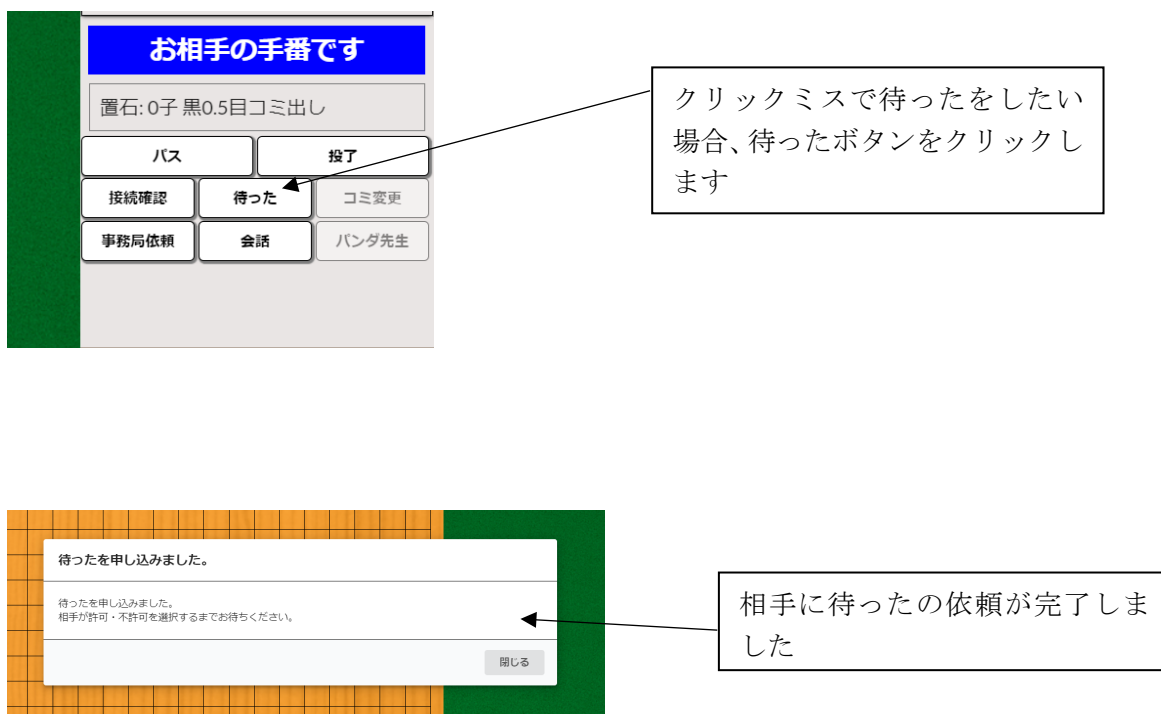 お相手の手番です
置石: 0子 黒0.5目コミ出し
パス
投了
接続確認
待った
コミ変更
事務局依頼
会話
パンダ先生
クリックミスで待ったをしたい
場合、待ったボタンをクリックし
ます
待ったを申し込みました。
待ったを申し込みました。
相手が許可・不許可を選択するまでお待ちください。
閉じる
相手に待ったの依頼が完了しま
した